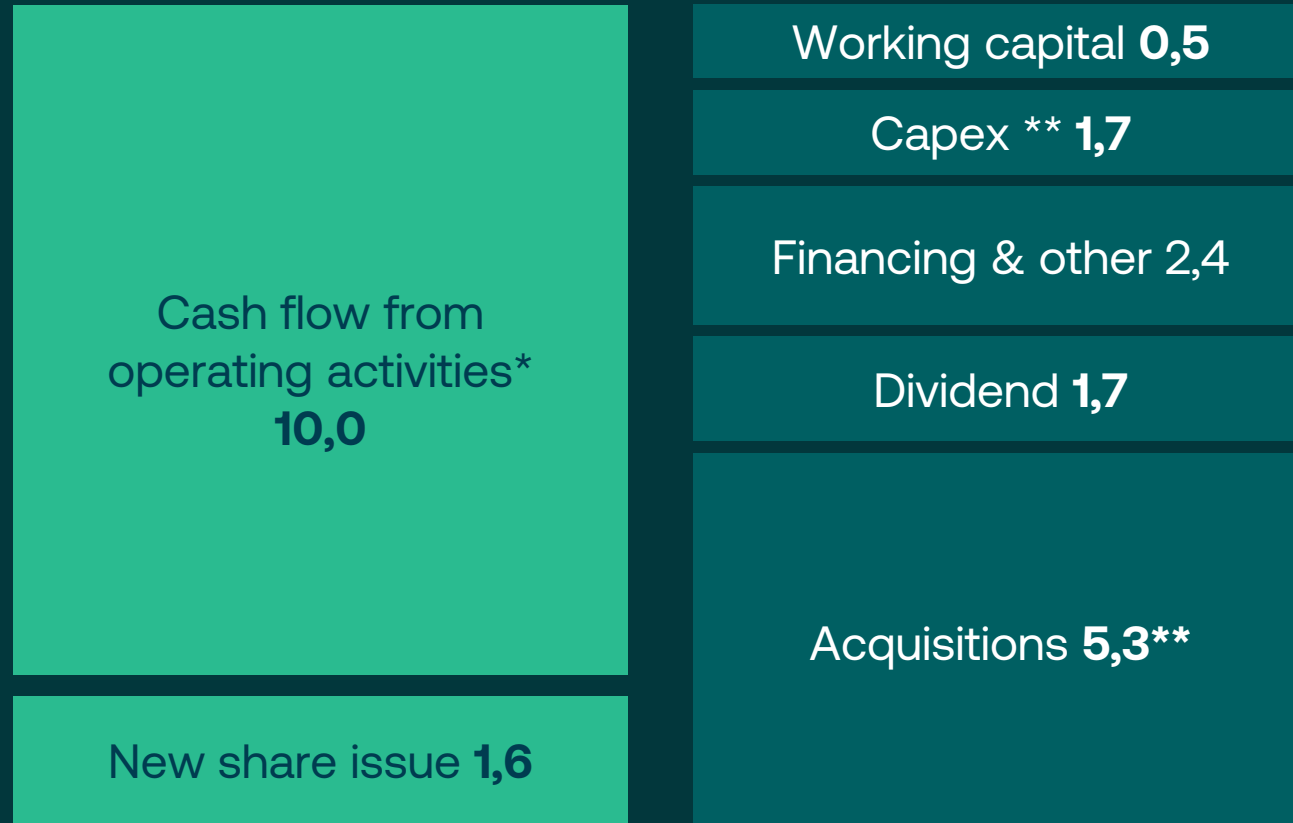 Cash flow from
operating activities*
10,0
New share issue 1,6
Working capital 0,5
Capex ** 1,7
Financing & other 2,4
Dividend 1,7
Acquisitions 5,3**